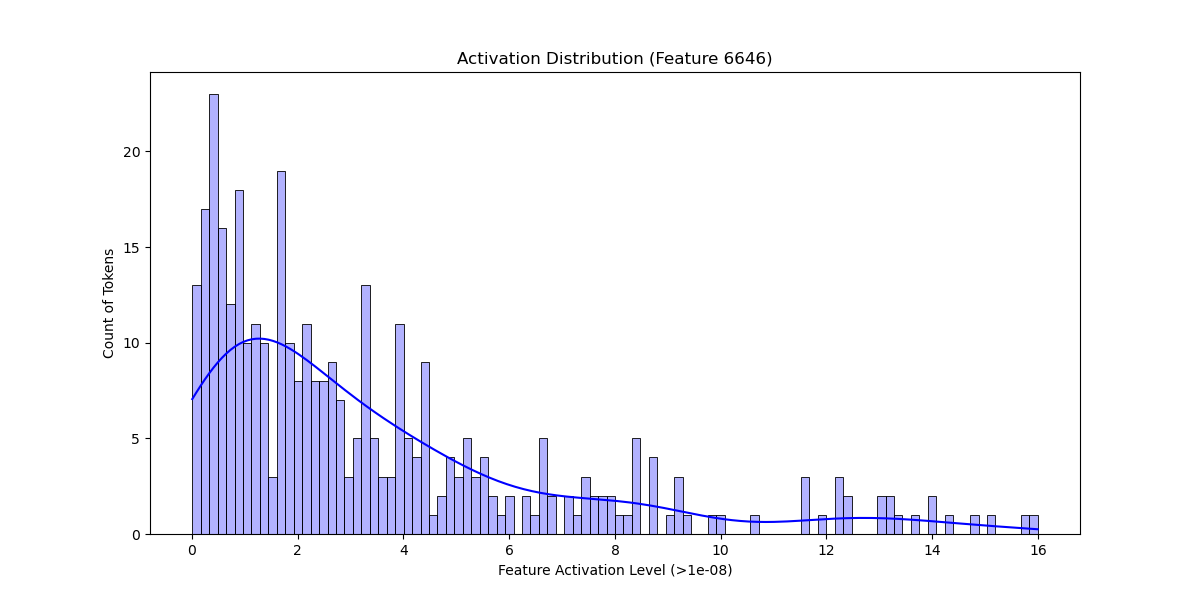 Activation Distribution (Feature 6646)
Count of Tokens
20
15
10
5
0
0 2 4 6 8 10 12 14 16
Feature Activation Level (>1e-08)